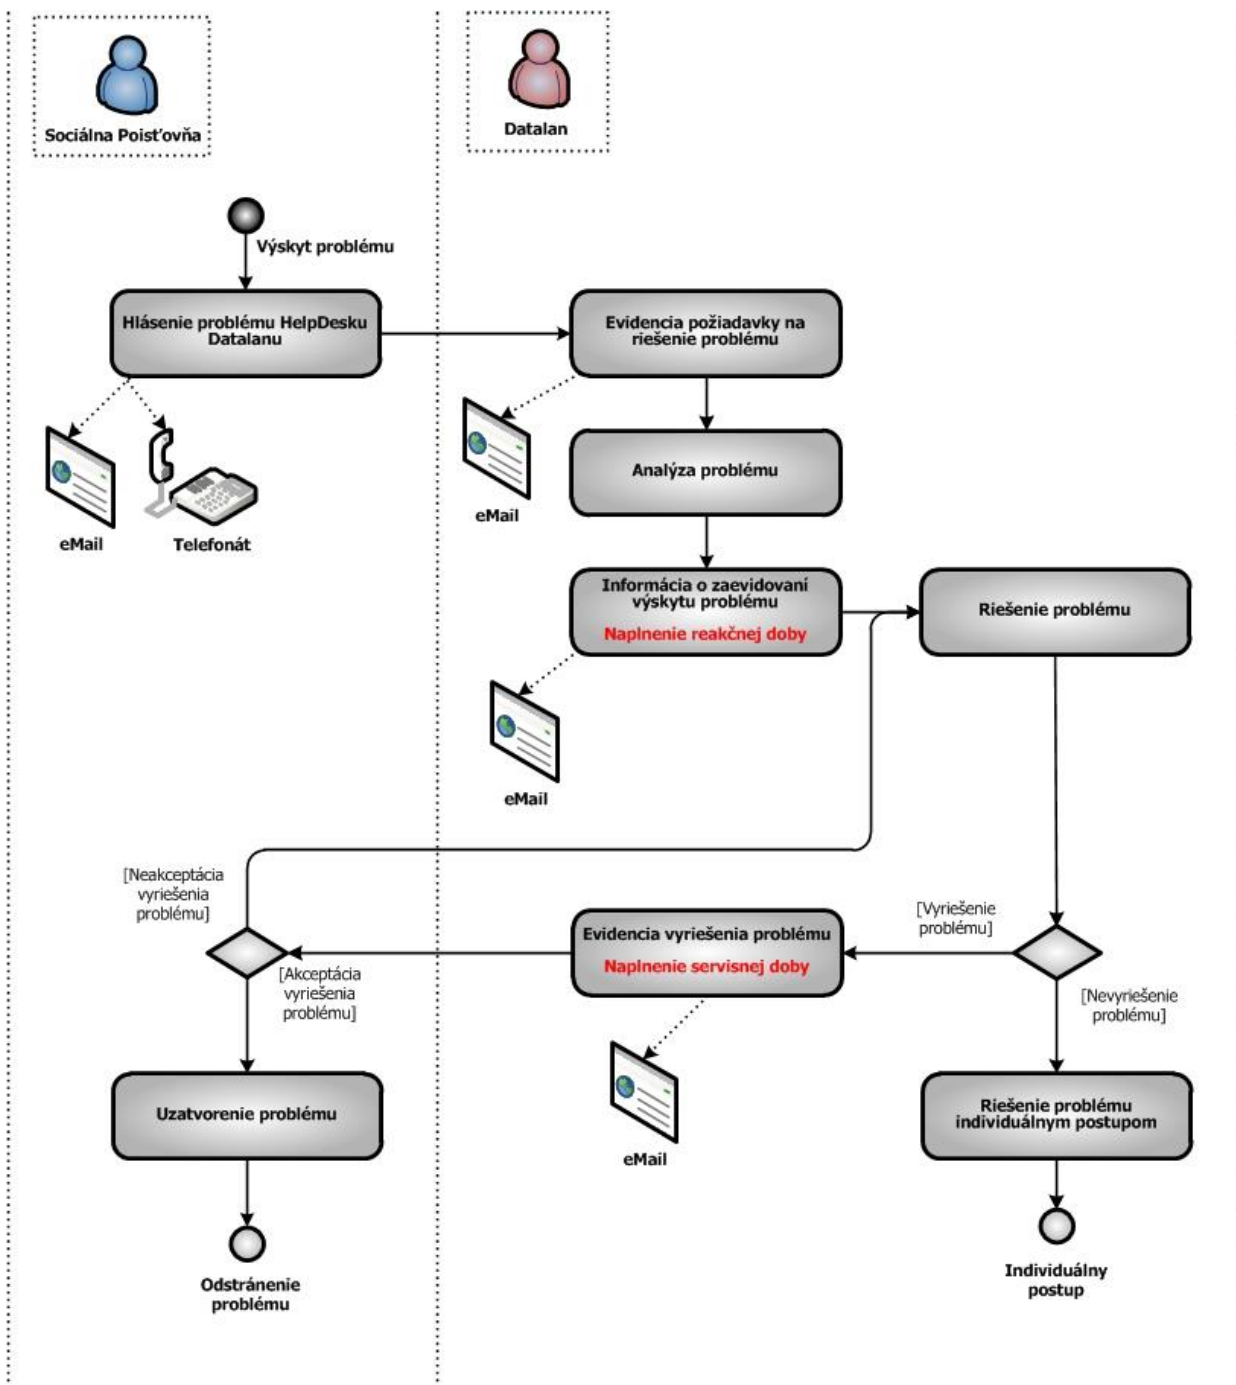 Sociálna Poisťovňa
Datalan
Výskyt problému
Hlásenie problému HelpDesku
Datalanu
Evidencia požiadavky na
riešenie problému
eMail
Telefonát
eMail
Analýza problému
Informácia o zaevidovaní
výskytu problému
Naplnenie reakčnej doby
Riešenie problému
eMail
[Neakceptácia
vyriešenia
problému]
[Akceptácia
vyriešenia
problému]
Evidencia vyriešenia problému
Naplnenie servisnej doby
[Vyriešenie
problému]
[Nevyriešenie
problému]
Uzatvorenie problému
eMail
Riešenie problému
individuálnym postupom
Odstránenie
problému
Individuálny
postup